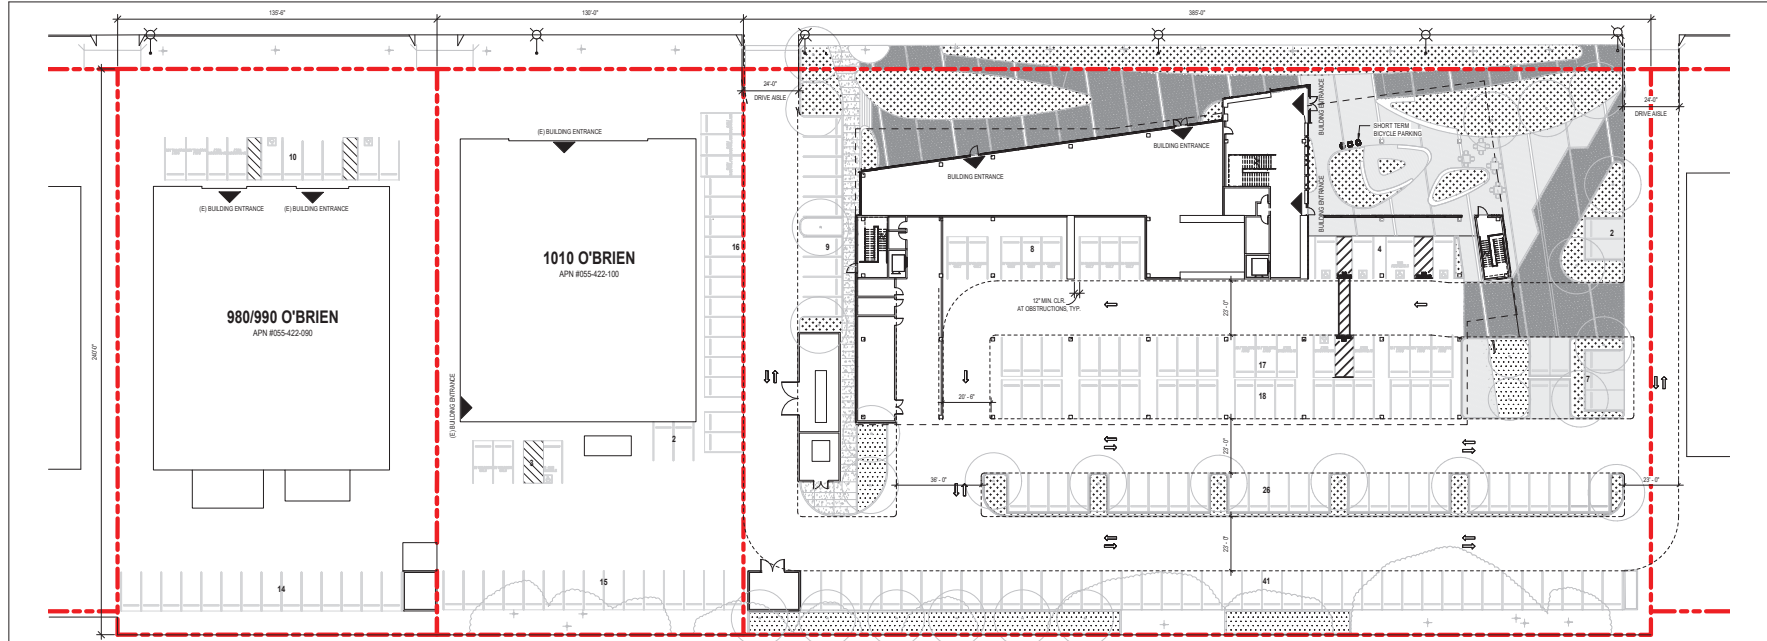 135'-6"
130'-0"
385'-0"
24'-0"
DRIVE AISLE
24'-0"
DRIVE AISLE
240'-0"
10
(E) BUILDING ENTRANCE
(E) BUILDING ENTRANCE
980/990 O'BRIEN
APN #055-422-090
14
(E) BUILDING ENTRANCE
1010 O'BRIEN
APN #055-422-100
16
(E) BUILDING ENTRANCE
2
15
9
BUILDING ENTRANCE
BUILDING ENTRANCE
BUILDING ENTRANCE
BUILDING ENTRANCE
SHORT TERM
BICYCLE PARKING
8
4
2
12" MIN. CLR.
AT OBSTRUCTIONS, TYP.
23'-0"
17
18
7
20'-6"
23'-0"
36'-0"
26
23'-0"
23'-0"
41